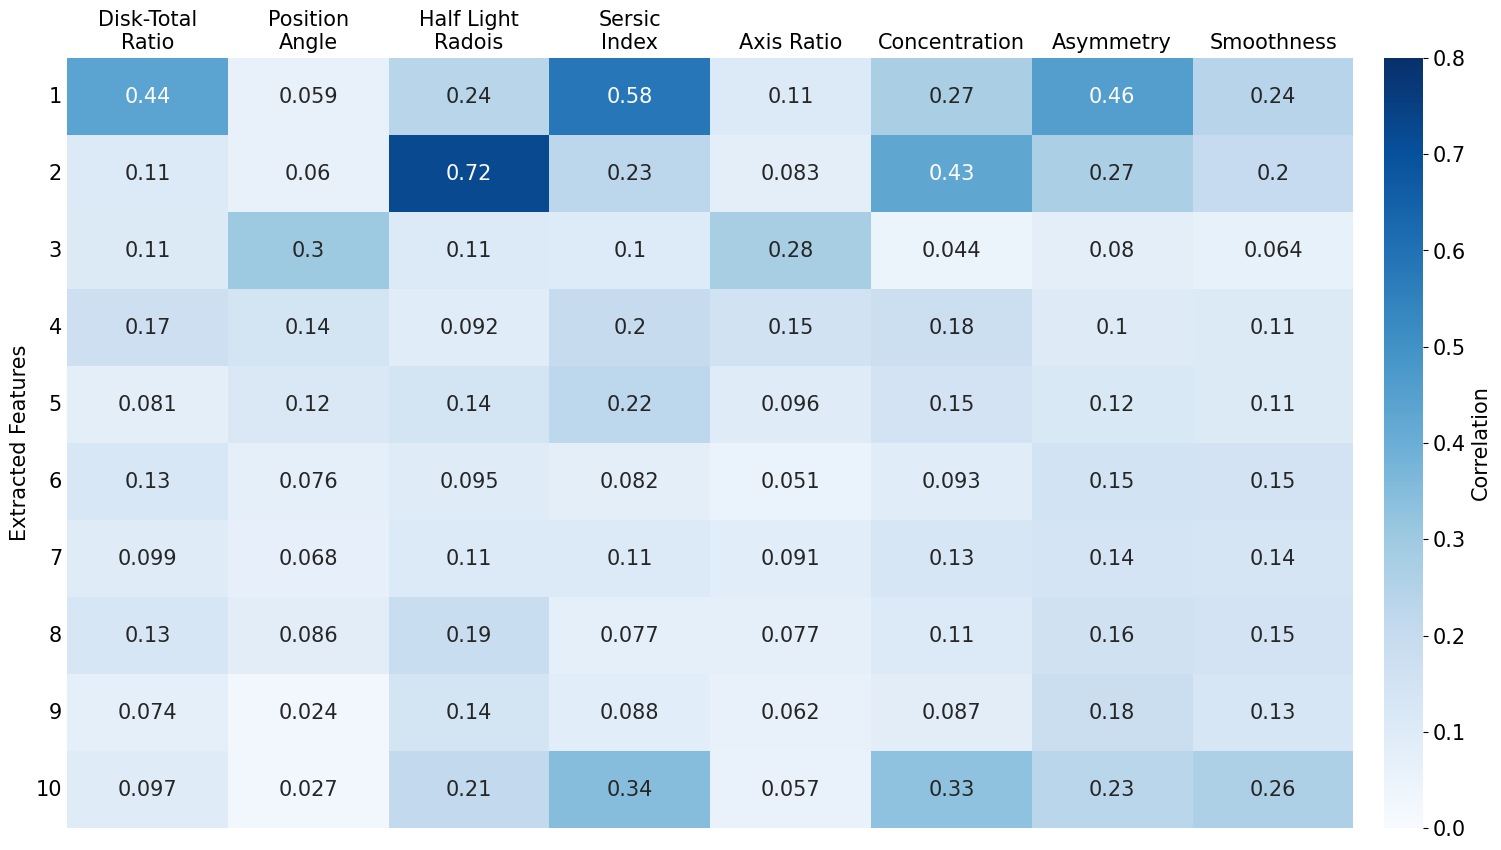 Disk-Total Position Half Light Sersic
Ratio Angle Radois Index Axis Ratio Concentration Asymmetry Smoothness
1 0.44 0.059 0.24 0.58 0.11 0.27 0.46 0.24
2 0.11 0.06 0.72 0.23 0.083 0.43 0.27 0.2
3 0.11 0.3 0.11 0.1 0.28 0.044 0.08 0.064
4 0.17 0.14 0.092 0.2 0.15 0.18 0.1 0.11
5 0.081 0.12 0.14 0.22 0.096 0.15 0.12 0.11
6 0.13 0.076 0.095 0.082 0.051 0.093 0.15 0.15
7 0.099 0.068 0.11 0.11 0.091 0.13 0.14 0.14
8 0.13 0.086 0.19 0.077 0.077 0.11 0.16 0.15
9 0.074 0.024 0.14 0.088 0.062 0.087 0.18 0.13
10 0.097 0.027 0.21 0.34 0.057 0.33 0.23 0.26
Extracted Features
0.8
0.7
0.6
0.5
0.4
0.3
0.2
0.1
0.0
Correlation